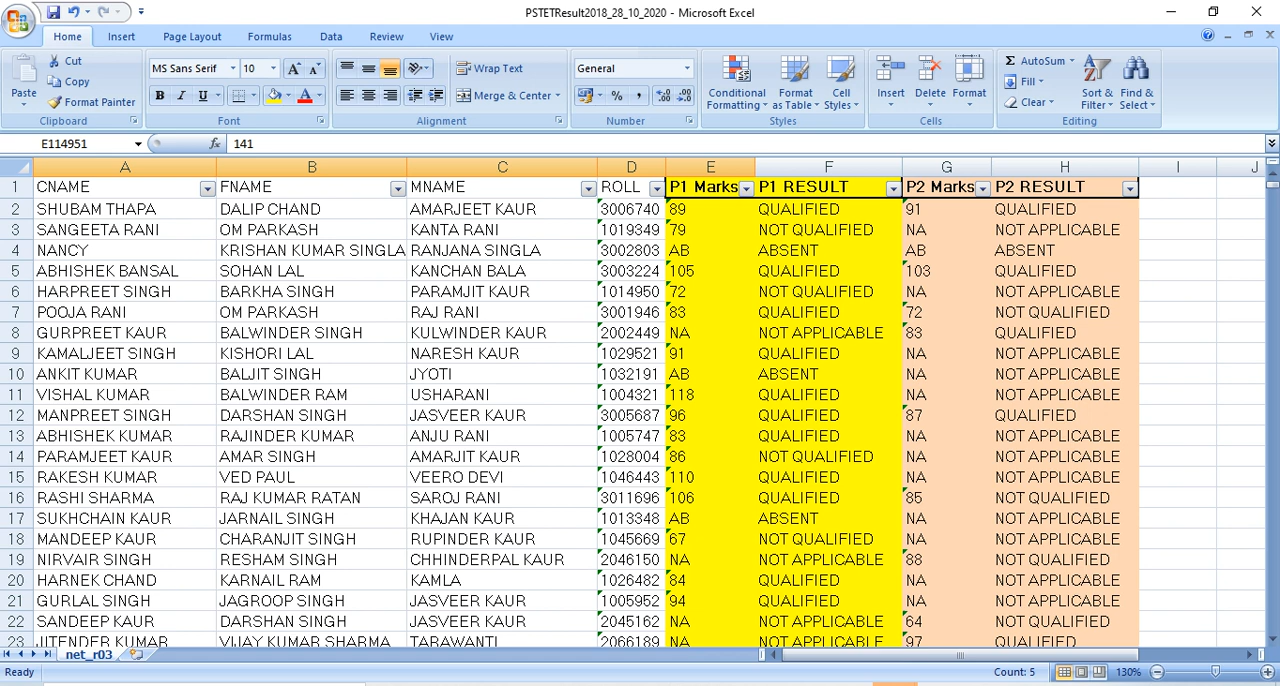 PSTETResult2018_28_10_2020 - Microsoft Excel
Home Insert Page Layout Formulas Data Review View
Paste Cut Copy Format Painter Clipboard
MS Sans Serif 10 B I U Font
Wrap Text Merge & Center Alignment
General % , Number
Conditional Formatting Format as Table Cell Styles Styles
Insert Delete Format Cells
Σ AutoSum Fill Clear Sort & Filter Find & Select Editing
E114951 fx 141
A B C D E F G H I J
1 CNAME FNAME MNAME ROLL P1 Marks P1 RESULT P2 Marks P2 RESULT
2 SHUBAM THAPA DALIP CHAND AMARJEET KAUR 3006740 89 QUALIFIED 91 QUALIFIED
3 SANGEETA RANI OM PARKASH KANTA RANI 1019349 79 NOT QUALIFIED NA NOT APPLICABLE
4 NANCY KRISHAN KUMAR SINGLA RANJANA SINGLA 3002803 AB ABSENT AB ABSENT
5 ABHISHEK BANSAL SOHAN LAL KANCHAN BALA 3003224 105 QUALIFIED 103 QUALIFIED
6 HARPREET SINGH BARKHA SINGH PARAMJIT KAUR 1014950 72 NOT QUALIFIED NA NOT APPLICABLE
7 POOJA RANI OM PARKASH RAJ RANI 3001946 83 QUALIFIED 72 NOT QUALIFIED
8 GURPREET KAUR BALWINDER SINGH KULWINDER KAUR 2002449 NA NOT APPLICABLE 83 QUALIFIED
9 KAMALJEET SINGH KISHORI LAL NARESH KAUR 1029521 91 QUALIFIED NA NOT APPLICABLE
10 ANKIT KUMAR BALJIT SINGH JYOTI 1032191 AB ABSENT NA NOT APPLICABLE
11 VISHAL KUMAR BALWINDER RAM USHARANI 1004321 118 QUALIFIED NA NOT APPLICABLE
12 MANPREET SINGH DARSHAN SINGH JASVEER KAUR 3005687 96 QUALIFIED 87 QUALIFIED
13 ABHISHEK KUMAR RAJINDER KUMAR ANJU RANI 1005747 83 QUALIFIED NA NOT APPLICABLE
14 PARAMJEET KAUR AMAR SINGH AMARJIT KAUR 1028004 86 NOT QUALIFIED NA NOT APPLICABLE
15 RAKESH KUMAR VED PAUL VEERO DEVI 1046443 110 QUALIFIED NA NOT APPLICABLE
16 RASHI SHARMA RAJ KUMAR RATAN SAROJ RANI 3011696 106 QUALIFIED 85 NOT QUALIFIED
17 SUKHCHAIN KAUR JARNAIL SINGH KHAJAN KAUR 1013348 AB ABSENT NA NOT APPLICABLE
18 MANDEEP KAUR CHARANJIT SINGH RUPINDER KAUR 1045669 67 NOT QUALIFIED NA NOT APPLICABLE
19 NIRVAIR SINGH RESHAM SINGH CHHINDERPAL KAUR 2046150 NA NOT APPLICABLE 88 NOT QUALIFIED
20 HARNEK CHAND KARNAIL RAM KAMLA 1026482 84 QUALIFIED NA NOT APPLICABLE
21 GURLAL SINGH JAGROOP SINGH JASVEER KAUR 1005952 94 QUALIFIED NA NOT APPLICABLE
22 SANDEEP KAUR DARSHAN SINGH JASVEER KAUR 2045162 NA NOT APPLICABLE 64 NOT QUALIFIED
23 JITENDER KUMAR VIJAY KUMAR SHARMA TARAWANTI 2066189 NA NOT APPLICABLE 97 QUALIFIED
net_r03
Ready Count: 5 130%